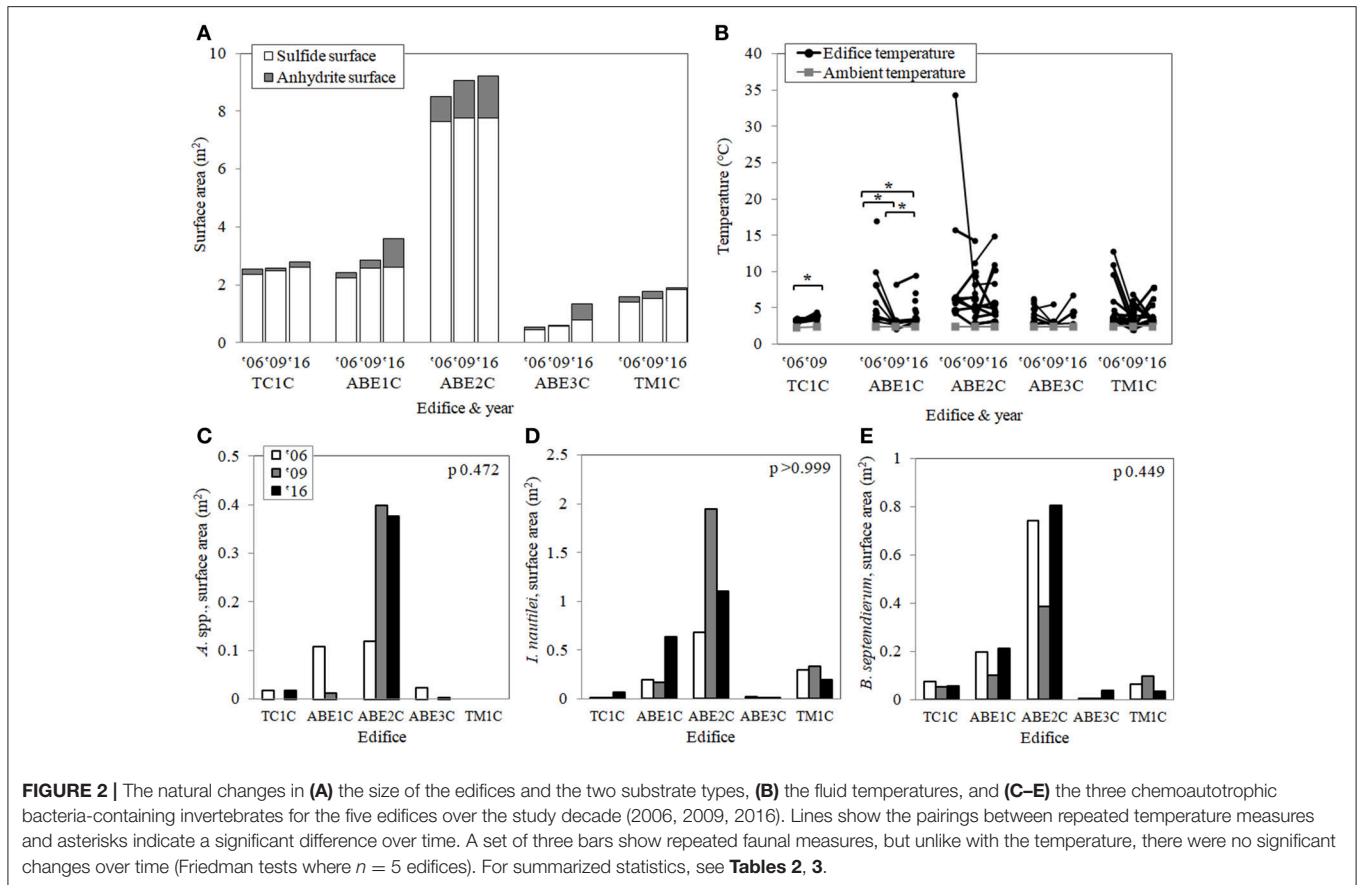 A
Sulfide surface
Anhydrite surface
Surface area (m²)
10
8
6
4
2
0
‘06‘09‘16 ‘06‘09‘16 ‘06‘09‘16 ‘06‘09‘16 ‘06‘09‘16
TC1C ABE1C ABE2C ABE3C TM1C
Edifice & year
B
Edifice temperature
Ambient temperature
Temperature (°C)
40
35
30
25
20
15
10
5
0
*
*
*
*
‘06‘09 ‘06‘09‘16 ‘06‘09‘16 ‘06‘09‘16 ‘06‘09‘16
TC1C ABE1C ABE2C ABE3C TM1C
Edifice & year
C
‘06
‘09
‘16
p 0.472
A. spp., surface area (m²)
0.5
0.4
0.3
0.2
0.1
0
TC1C ABE1C ABE2C ABE3C TM1C
Edifice
D
p >0.999
I. nautilei, surface area (m²)
2.5
2
1.5
1
0.5
0
TC1C ABE1C ABE2C ABE3C TM1C
Edifice
E
p 0.449
B. septemdierum, surface area (m²)
1
0.8
0.6
0.4
0.2
0
TC1C ABE1C ABE2C ABE3C TM1C
Edifice
FIGURE 2 | The natural changes in (A) the size of the edifices and the two substrate types, (B) the fluid temperatures, and (C–E) the three chemoautotrophic
bacteria-containing invertebrates for the five edifices over the study decade (2006, 2009, 2016). Lines show the pairings between repeated temperature measures
and asterisks indicate a significant difference over time. A set of three bars show repeated faunal measures, but unlike with the temperature, there were no significant
changes over time (Friedman tests where n = 5 edifices). For summarized statistics, see Tables 2, 3.